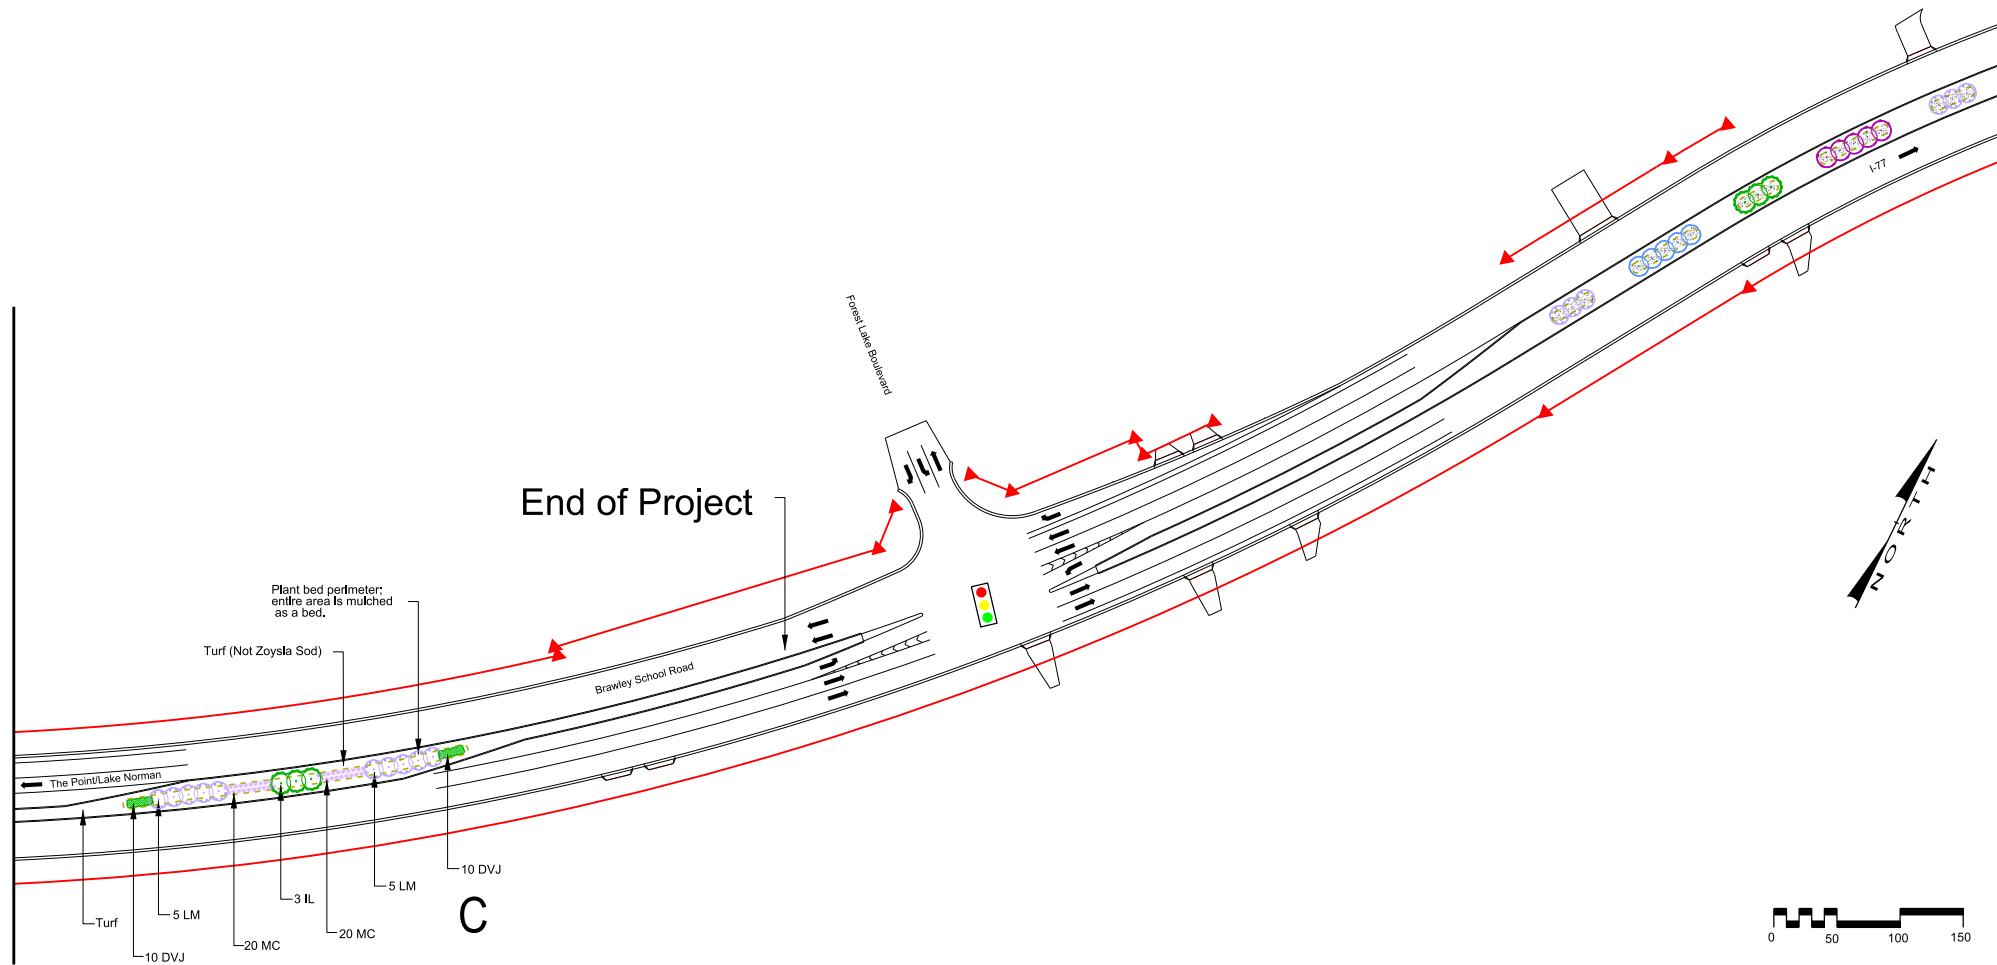 I-77
Forest Lake Boulevard
NORTH
End of Project
Plant bed perimeter;
entire area is mulched
as a bed.
Turf (Not Zoysia Sod)
Brawley School Road
The Point/Lake Norman
10 DVJ
5 LM
3 IL
C
Turf
5 LM
20 MC
20 MC
10 DVJ
0 50 100 150